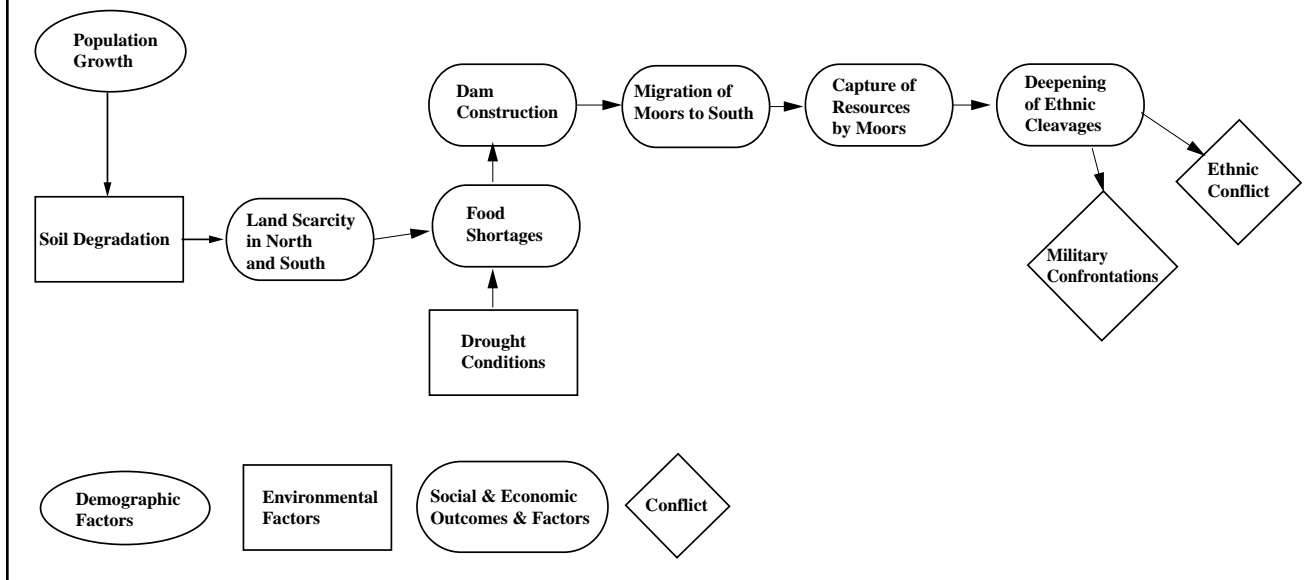 Population
Growth
Dam
Construction
Migration of
Moors to South
Capture of
Resources
by Moors
Deepening
of Ethnic
Cleavages
Ethnic
Conflict
Soil Degradation
Land Scarcity
in North
and South
Food
Shortages
Military
Confrontations
Drought
Conditions
Demographic
Factors
Environmental
Factors
Social & Economic
Outcomes & Factors
Conflict